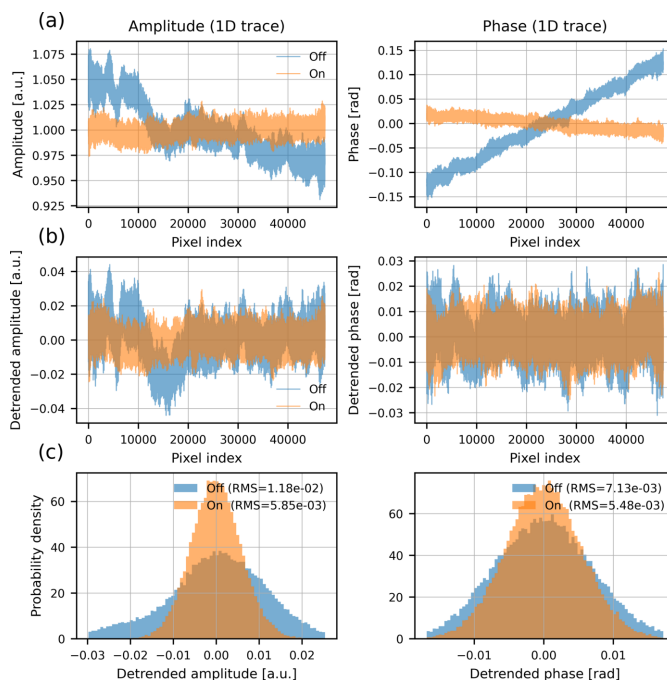 (a)
Amplitude (1D trace)
Phase (1D trace)
1.075
1.050
1.025
1.000
0.975
0.950
0.925
Amplitude [a.u.]
Off
On
0 10000 20000 30000 40000
Pixel index
0.15
0.10
0.05
0.00
−0.05
−0.10
−0.15
Phase [rad]
0 10000 20000 30000 40000
Pixel index
(b)
0.04
0.02
0.00
−0.02
−0.04
Detrended amplitude [a.u.]
Off
On
0 10000 20000 30000 40000
Pixel index
0.03
0.02
0.01
0.00
−0.01
−0.02
−0.03
Detrended phase [rad]
0 10000 20000 30000 40000
Pixel index
(c)
60
40
20
0
Probability density
Off (RMS=1.18e-02)
On (RMS=5.85e-03)
−0.03 −0.02 −0.01 0.00 0.01 0.02
Detrended amplitude [a.u.]
80
60
40
20
0
Off (RMS=7.13e-03)
On (RMS=5.48e-03)
−0.01 0.00 0.01
Detrended phase [rad]